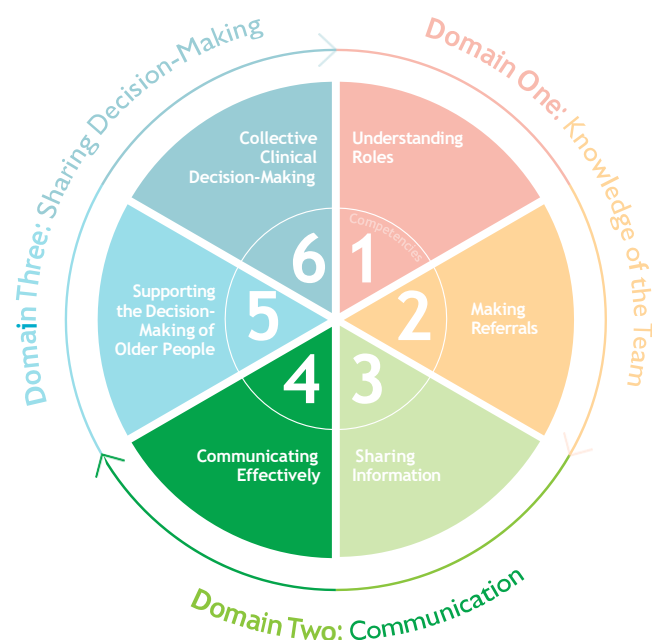 Domain One: Knowledge of the Team
Understanding
Roles
Competencies
1
2
Making
Referrals
3
Sharing
Information
Domain Two: Communication
4
Communicating
Effectively
Domain Three: Sharing Decision-Making
5
Supporting
the Decision-
Making of
Older People
6
Collective
Clinical
Decision-Making